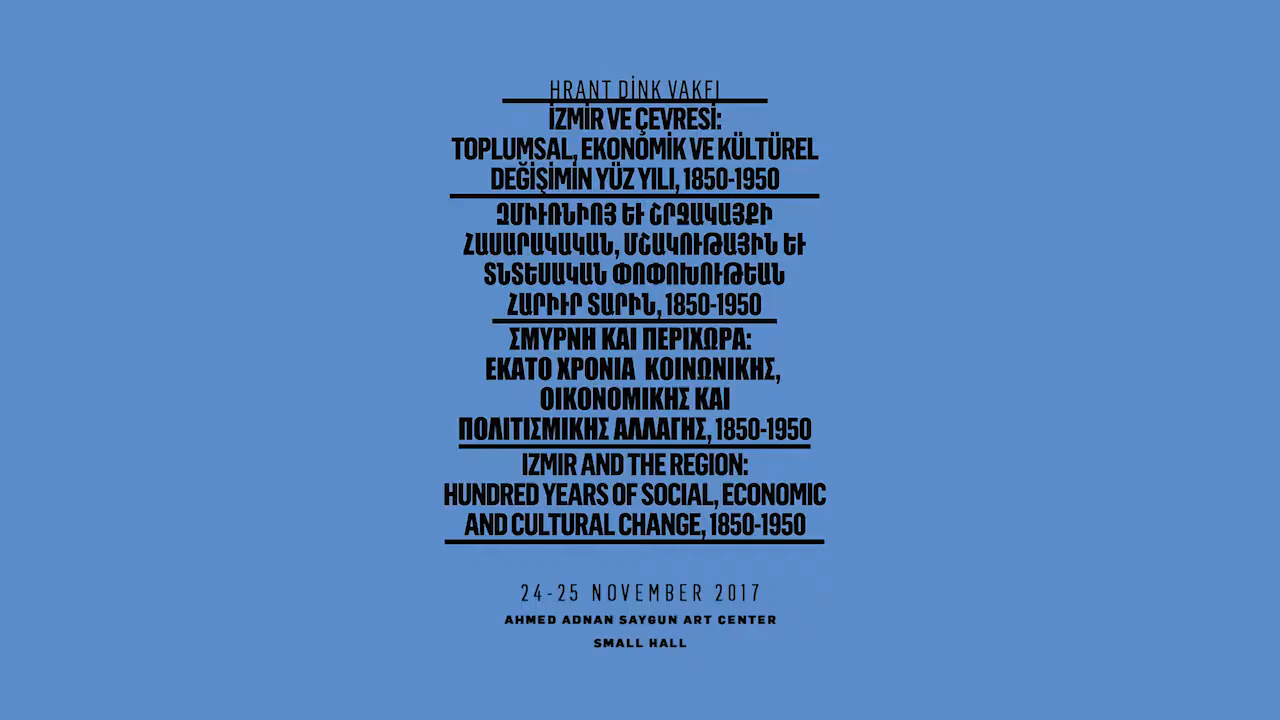 HRANT DİNK VAKFI
İZMİR VE ÇEVRESİ:
TOPLUMSAL, EKONOMİK VE KÜLTÜREL
DEĞİŞİMİN YÜZ YILI, 1850-1950
ԶՄԻՒՌՆԻՈՅ ԵՒ ՇՐՋԱԿԱՅՔԻ
ՀԱՍԱՐԱԿԱԿԱՆ, ՄՇԱԿՈՒԹԱՅԻՆ ԵՒ
ՏՆՏԵՍԱԿԱՆ ՓՈՓՈԽՈՒԹԵԱՆ
ՀԱՐԻՒՐ ՏԱՐԻՆ, 1850-1950
ΣΜΥΡΝΗ ΚΑΙ ΠΕΡΙΧΩΡΑ:
ΕΚΑΤΟ ΧΡΟΝΙΑ ΚΟΙΝΩΝΙΚΗΣ,
ΟΙΚΟΝΟΜΙΚΗΣ ΚΑΙ
ΠΟΛΙΤΙΣΜΙΚΗΣ ΑΛΛΑΓΗΣ, 1850-1950
IZMIR AND THE REGION:
HUNDRED YEARS OF SOCIAL, ECONOMIC
AND CULTURAL CHANGE, 1850-1950
24-25 NOVEMBER 2017
AHMED ADNAN SAYGUN ART CENTER
SMALL HALL